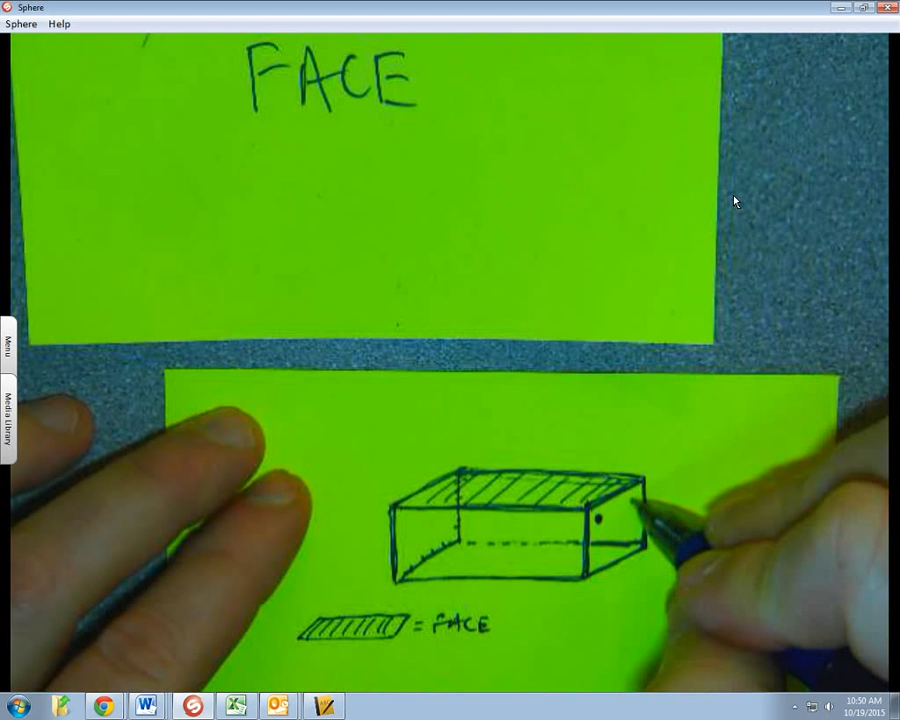 Sphere
Sphere Help
FACE
Menu
Media Library
= FACE
10:50 AM
10/19/2015